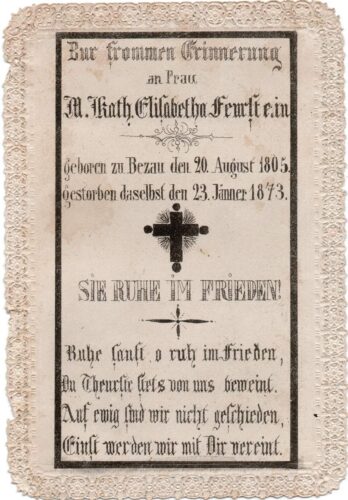 Zur frommen Erinnerung
an Frau
M. Kath. Elisabetha Feurstein
geboren zu Bezau den 20. August 1805.
gestorben daselbst den 23. Jänner 1873.
SIE RUHE IM FRIEDEN!
Ruhe sanft o ruh im Frieden,
Du Theurste stets von uns beweint.
Auf ewig sind wir nicht geschieden,
Einst werden wir mit Dir vereint.